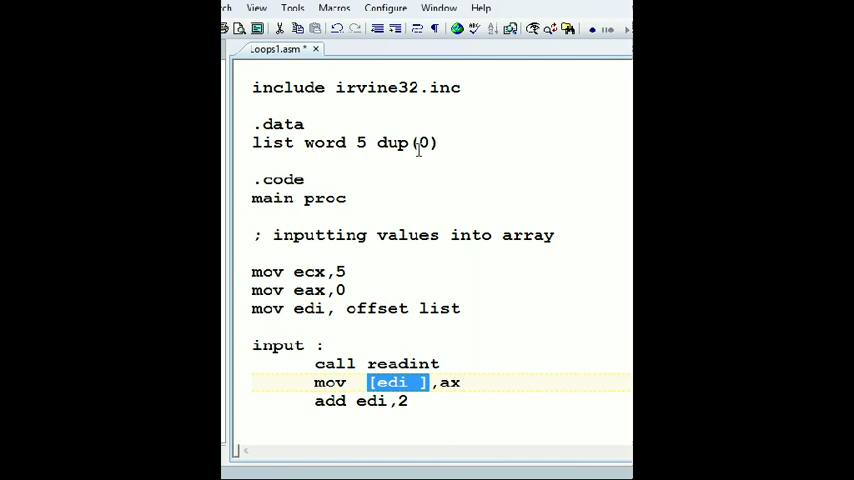 rch View Tools Macros Configure Window Help
Loops1.asm *
include irvine32.inc
.data
list word 5 dup(0)
.code
main proc
; inputting values into array
mov ecx,5
mov eax,0
mov edi, offset list
input :
call readint
mov [edi ],ax
add edi,2